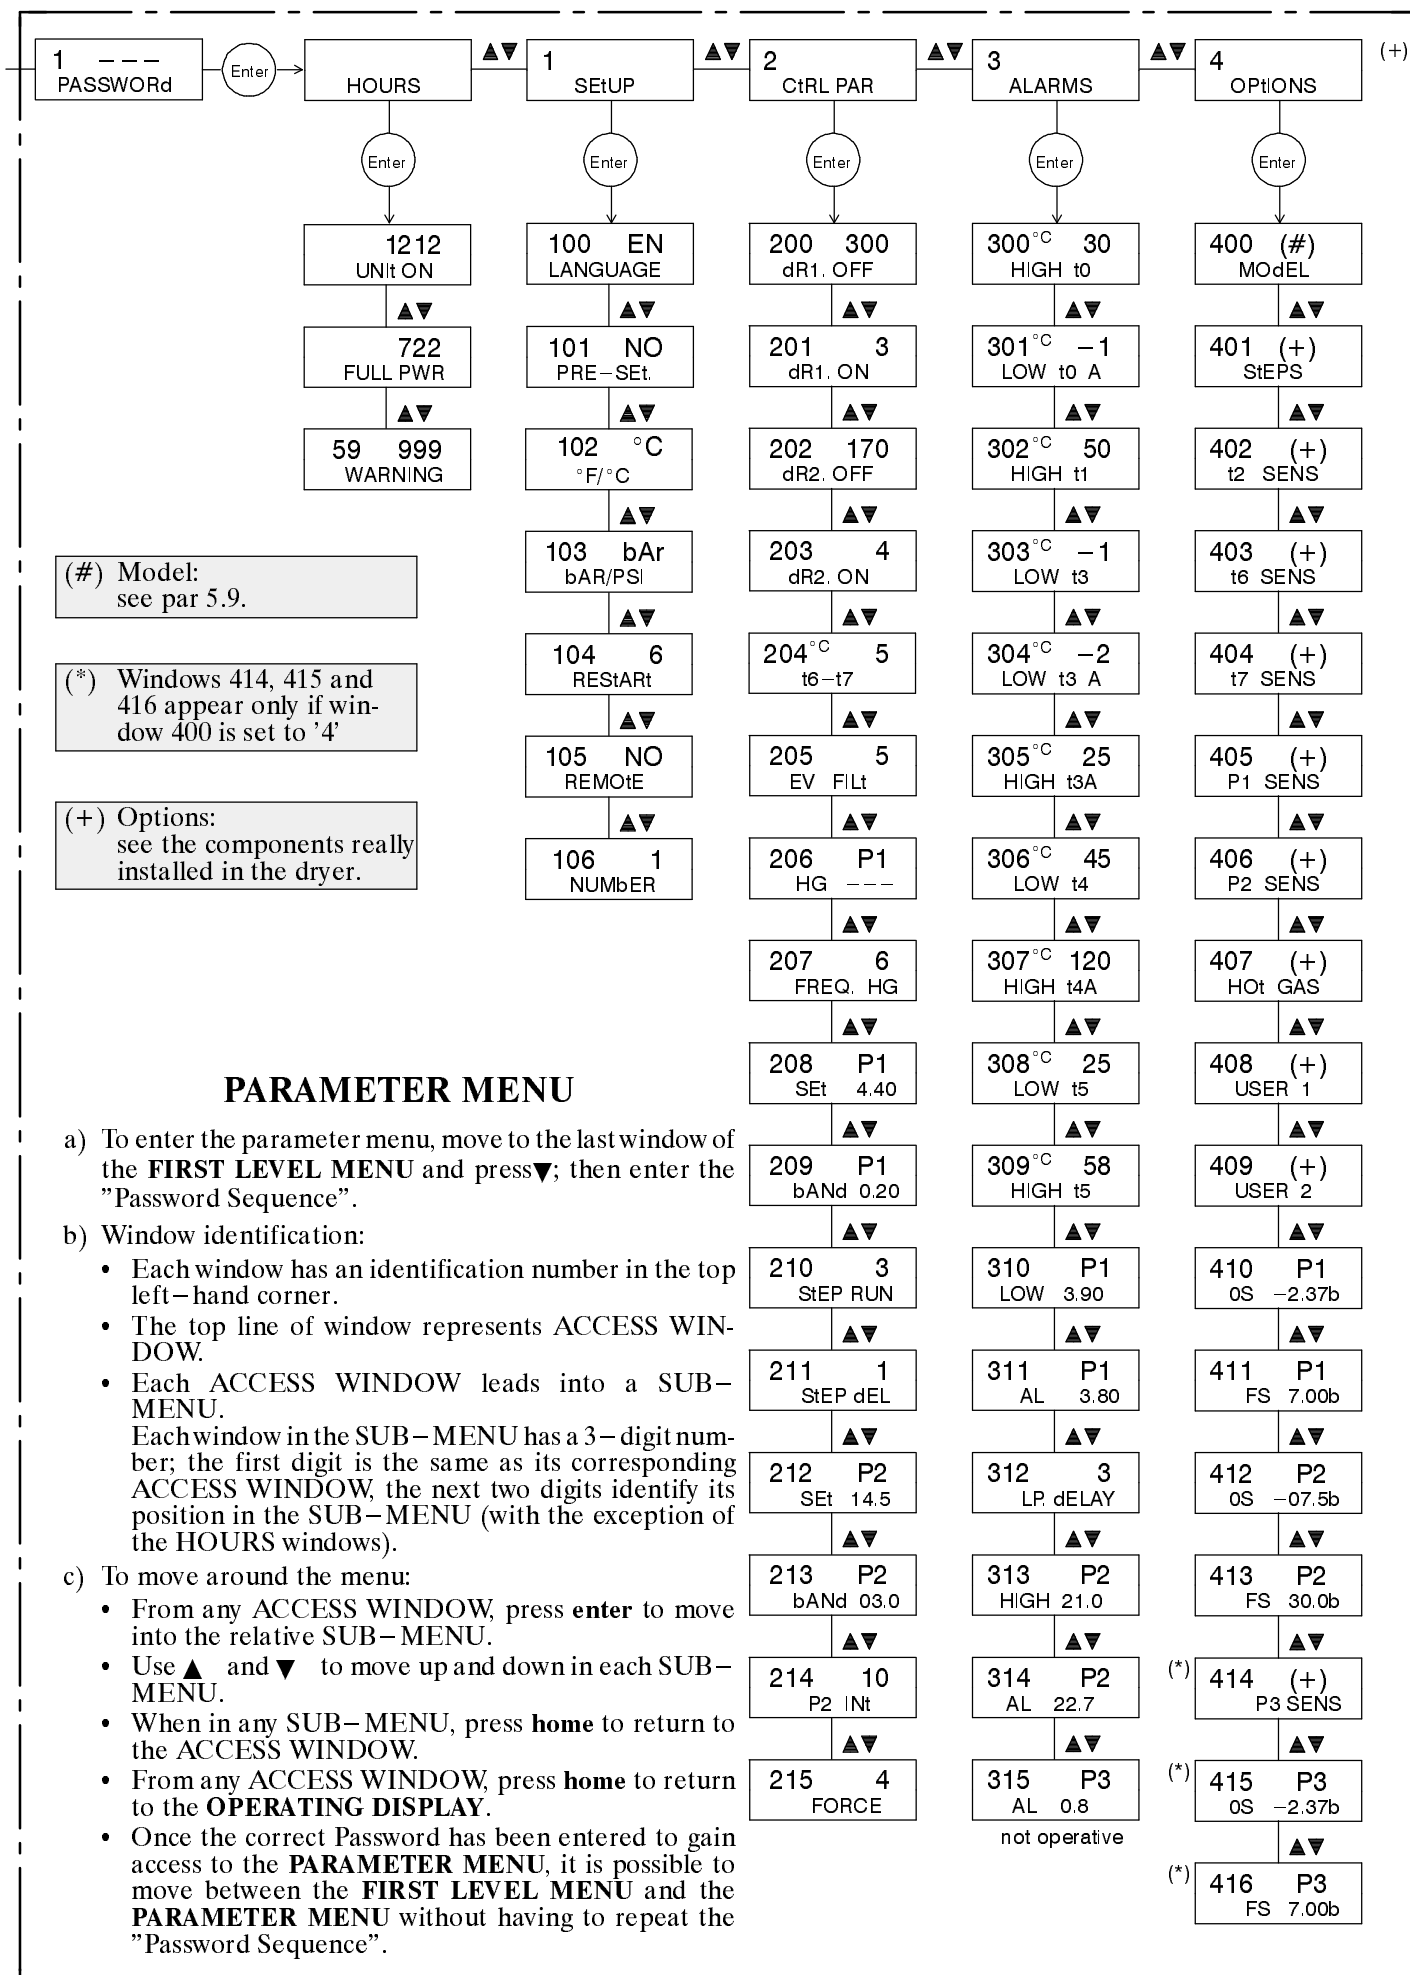 1 −−−
PASSWORd
Enter
HOURS
1
SEtUP
2
CtRL PAR
3
ALARMS
4
OPtIONS
(+)
Enter
Enter
Enter
Enter
Enter
1212
UNIt ON
722
FULL PWR
59 999
WARNING
100 EN
LANGUAGE
101 NO
PRE−SEt.
102 °C
°F/°C
103 bAr
bAR/PSI
104 6
REStARt
105 NO
REMOtE
106 1
NUMbER
200 300
dR1. OFF
201 3
dR1. ON
202 170
dR2. OFF
203 4
dR2. ON
204°C 5
t6−t7
205 5
EV FILt
206 P1
HG −−−
207 6
FREQ. HG
208 P1
SEt 4.40
209 P1
bANd 0.20
210 3
StEP RUN
211 1
StEP dEL
212 P2
SEt 14.5
213 P2
bANd 03.0
214 10
P2 INt
215 4
FORCE
300°C 30
HIGH t0
301°C −1
LOW t0 A
302°C 50
HIGH t1
303°C −1
LOW t3
304°C −2
LOW t3 A
305°C 25
HIGH t3A
306°C 45
LOW t4
307°C 120
HIGH t4A
308°C 25
LOW t5
309°C 58
HIGH t5
310 P1
LOW 3.90
311 P1
AL 3.80
312 3
LP. dELAY
313 P2
HIGH 21.0
314 P2
AL 22.7
315 P3
AL 0.8
not operative
400 (#)
MOdEL
401 (+)
StEPS
402 (+)
t2 SENS
403 (+)
t6 SENS
404 (+)
t7 SENS
405 (+)
P1 SENS
406 (+)
P2 SENS
407 (+)
HOt GAS
408 (+)
USER 1
409 (+)
USER 2
410 P1
0S −2.37b
411 P1
FS 7.00b
412 P2
0S −07.5b
413 P2
FS 30.0b
(*) 414 (+)
P3 SENS
(*) 415 P3
0S −2.37b
(*) 416 P3
FS 7.00b
(#) Model:
see par 5.9.
(*) Windows 414, 415 and
416 appear only if win-
dow 400 is set to ’4’
(+) Options:
see the components really
installed in the dryer.
PARAMETER MENU
a) To enter the parameter menu, move to the last window of
the FIRST LEVEL MENU and press▼; then enter the
”Password Sequence”.
b) Window identification:
• Each window has an identification number in the top
left−hand corner.
• The top line of window represents ACCESS WIN-
DOW.
• Each ACCESS WINDOW leads into a SUB−
MENU.
Each window in the SUB−MENU has a 3−digit num-
ber; the first digit is the same as its corresponding
ACCESS WINDOW, the next two digits identify its
position in the SUB−MENU (with the exception of
the HOURS windows).
c) To move around the menu:
• From any ACCESS WINDOW, press enter to move
into the relative SUB−MENU.
• Use ▲ and ▼ to move up and down in each SUB−
MENU.
• When in any SUB−MENU, press home to return to
the ACCESS WINDOW.
• From any ACCESS WINDOW, press home to return
to the OPERATING DISPLAY.
• Once the correct Password has been entered to gain
access to the PARAMETER MENU, it is possible to
move between the FIRST LEVEL MENU and the
PARAMETER MENU without having to repeat the
”Password Sequence”.